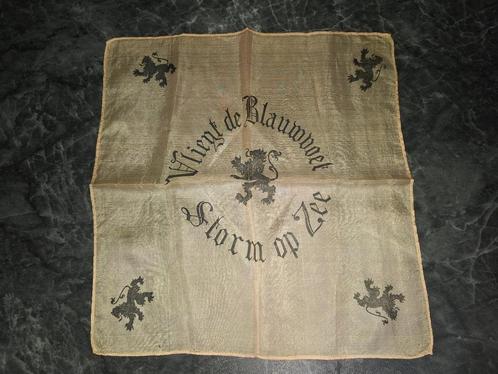 Vliegt de Blauwvoet
Storm op Zee